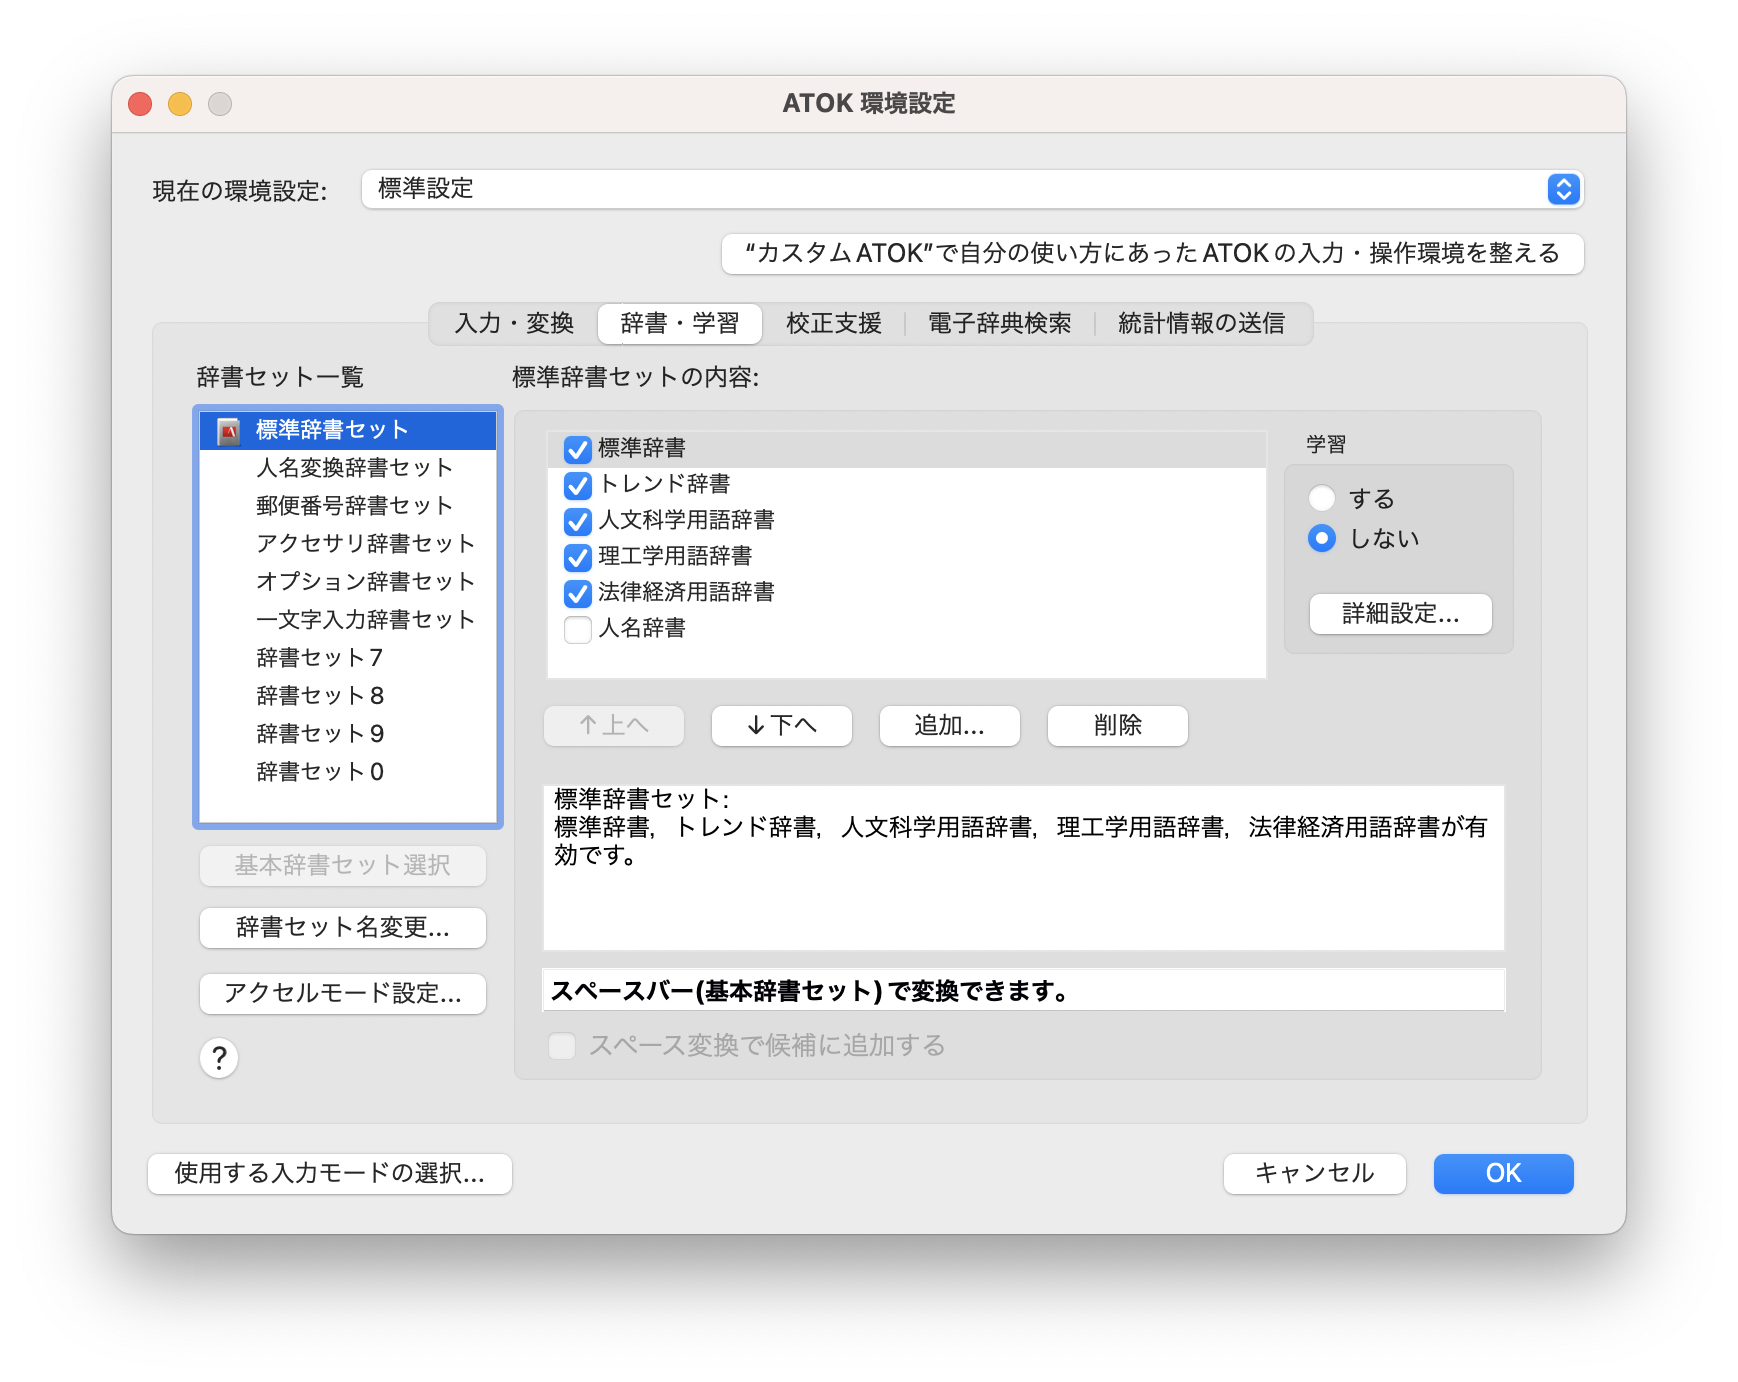 ATOK 環境設定
現在の環境設定:
標準設定
“カスタムATOK”で自分の使い方にあったATOKの入力・操作環境を整える
入力・変換
辞書・学習
校正支援
電子辞典検索
統計情報の送信
辞書セット一覧
標準辞書セット
人名変換辞書セット
郵便番号辞書セット
アクセサリ辞書セット
オプション辞書セット
一文字入力辞書セット
辞書セット7
辞書セット8
辞書セット9
辞書セット0
基本辞書セット選択
辞書セット名変更...
アクセルモード設定...
?
標準辞書セットの内容:
標準辞書
トレンド辞書
人文科学用語辞書
理工学用語辞書
法律経済用語辞書
人名辞書
学習
する
しない
詳細設定...
↑上へ
↓下へ
追加...
削除
標準辞書セット:
標準辞書，トレンド辞書，人文科学用語辞書，理工学用語辞書，法律経済用語辞書が有
効です。
スペースバー(基本辞書セット)で変換できます。
スペース変換で候補に追加する
使用する入力モードの選択...
キャンセル
OK